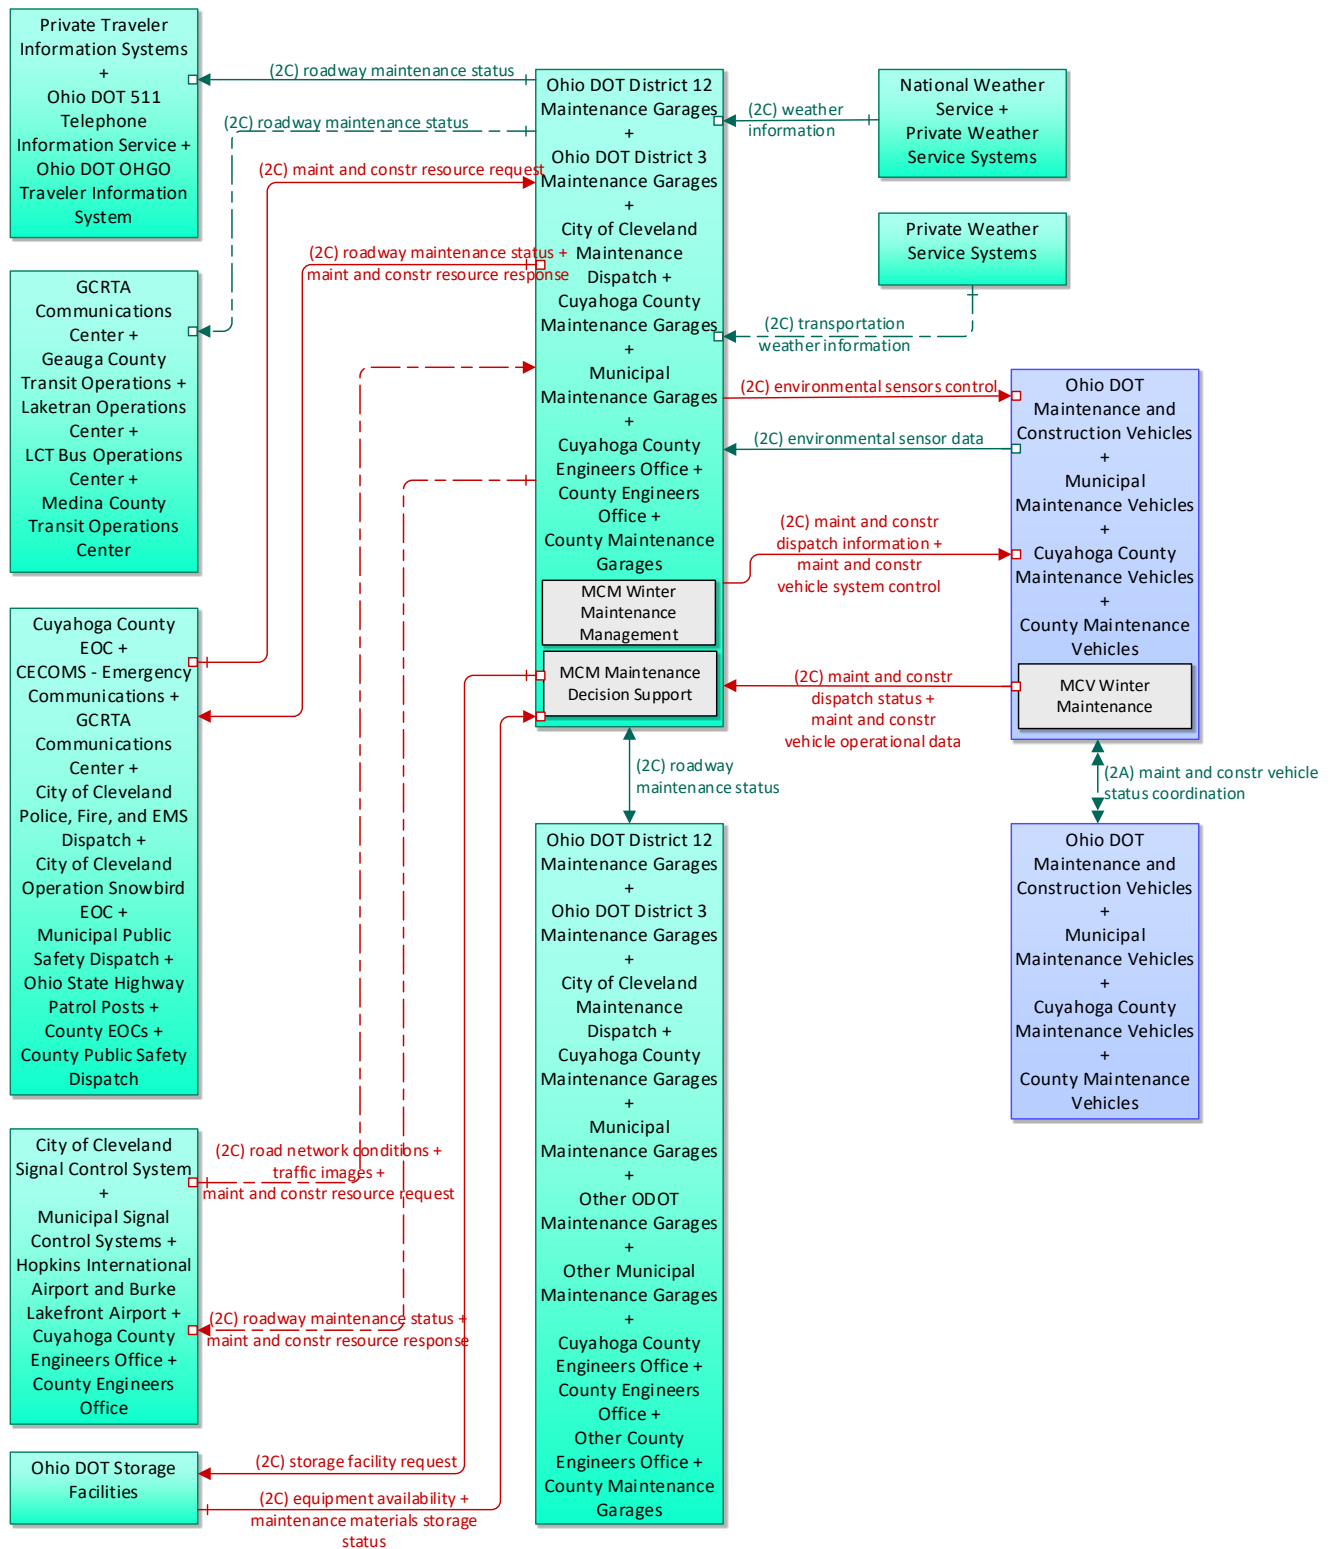 Private Traveler
Information Systems
+
Ohio DOT 511
Telephone
Information Service +
Ohio DOT OHGO
Traveler Information
System
GCRTA
Communications
Center +
Geauga County
Transit Operations +
Laketran Operations
Center +
LCT Bus Operations
Center +
Medina County
Transit Operations
Center
Cuyahoga County
EOC +
CECOMS - Emergency
Communications +
GCRTA
Communications
Center +
City of Cleveland
Police, Fire, and EMS
Dispatch +
City of Cleveland
Operation Snowbird
EOC +
Municipal Public
Safety Dispatch +
Ohio State Highway
Patrol Posts +
County EOCs +
County Public Safety
Dispatch
City of Cleveland
Signal Control System
+
Municipal Signal
Control Systems +
Hopkins International
Airport and Burke
Lakefront Airport +
Cuyahoga County
Engineers Office +
County Engineers
Office
Ohio DOT Storage
Facilities
(2C) roadway maintenance status
(2C) roadway maintenance status
(2C) maint and constr resource request
(2C) roadway maintenance status +
maint and constr resource response
(2C) road network conditions +
traffic images +
maint and constr resource request
(2C) roadway maintenance status +
maint and constr resource response
(2C) storage facility request
(2C) equipment availability +
maintenance materials storage
status
Ohio DOT District 12
Maintenance Garages
+
Ohio DOT District 3
Maintenance Garages
+
City of Cleveland
Maintenance
Dispatch +
Cuyahoga County
Maintenance Garages
+
Municipal
Maintenance Garages
+
Cuyahoga County
Engineers Office +
County Engineers
Office +
County Maintenance
Garages
MCM Winter
Maintenance
Management
MCM Maintenance
Decision Support
(2C) roadway
maintenance status
Ohio DOT District 12
Maintenance Garages
+
Ohio DOT District 3
Maintenance Garages
+
City of Cleveland
Maintenance
Dispatch +
Cuyahoga County
Maintenance Garages
+
Municipal
Maintenance Garages
+
Other ODOT
Maintenance Garages
+
Other Municipal
Maintenance Garages
+
Cuyahoga County
Engineers Office +
County Engineers
Office +
Other County
Engineers Office +
County Maintenance
Garages
(2C) weather
information
National Weather
Service +
Private Weather
Service Systems
Private Weather
Service Systems
(2C) transportation
weather information
(2C) environmental sensors control
(2C) environmental sensor data
(2C) maint and constr
dispatch information +
maint and constr
vehicle system control
(2C) maint and constr
dispatch status +
maint and constr
vehicle operational data
Ohio DOT
Maintenance and
Construction Vehicles
+
Municipal
Maintenance Vehicles
+
Cuyahoga County
Maintenance Vehicles
+
County Maintenance
Vehicles
MCV Winter
Maintenance
(2A) maint and constr vehicle
status coordination
Ohio DOT
Maintenance and
Construction Vehicles
+
Municipal
Maintenance Vehicles
+
Cuyahoga County
Maintenance Vehicles
+
County Maintenance
Vehicles